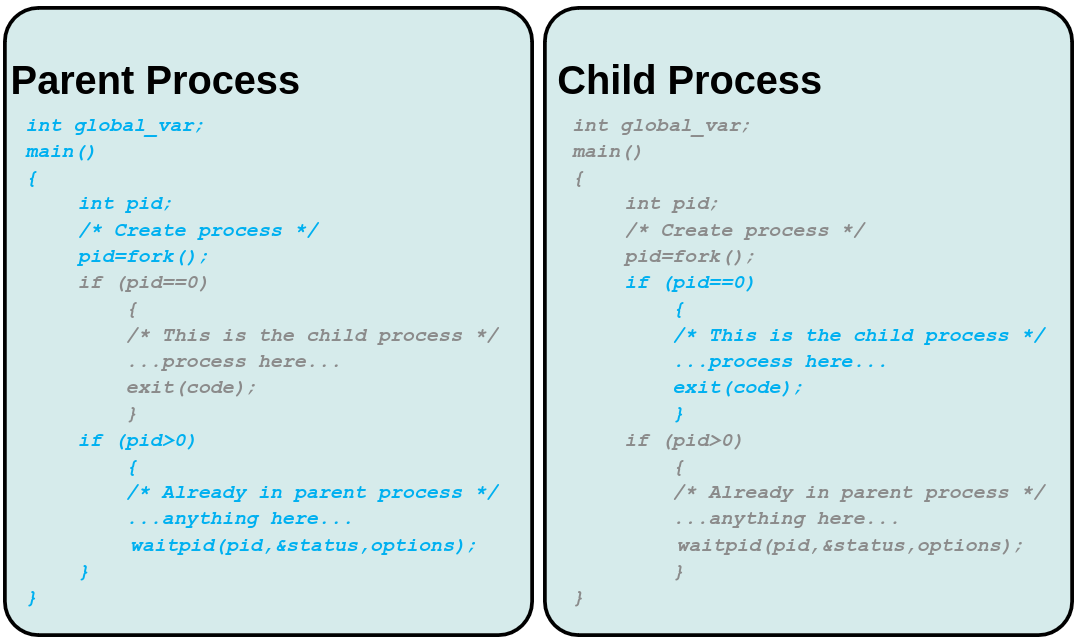 Parent Process
int global_var;
main()
{
int pid;
/* Create process */
pid=fork();
if (pid==0)
{
/* This is the child process */
...process here...
exit(code);
}
if (pid>0)
{
/* Already in parent process */
...anything here...
waitpid(pid,&status,options);
}
}
Child Process
int global_var;
main()
{
int pid;
/* Create process */
pid=fork();
if (pid==0)
{
/* This is the child process */
...process here...
exit(code);
}
if (pid>0)
{
/* Already in parent process */
...anything here...
waitpid(pid,&status,options);
}
}